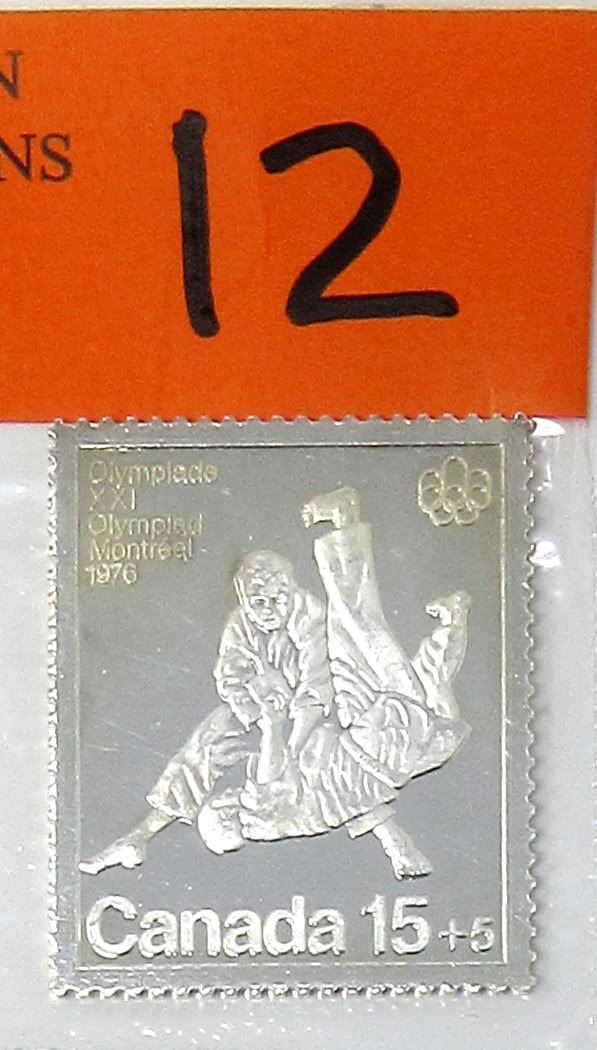 N
NS
12
Olympiade
XXI
Olympiad
Montréal
1976
Canada 15+5